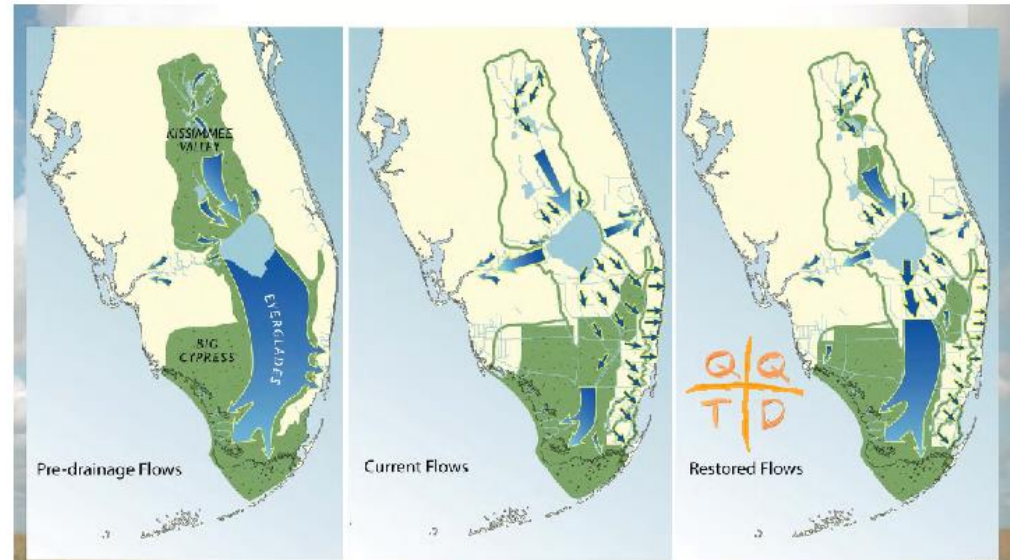 KISSIMMEE
VALLEY
EVERGLADES
BIG
CYPRESS
Pre-drainage Flows
Current Flows
Q Q
T D
Restored Flows